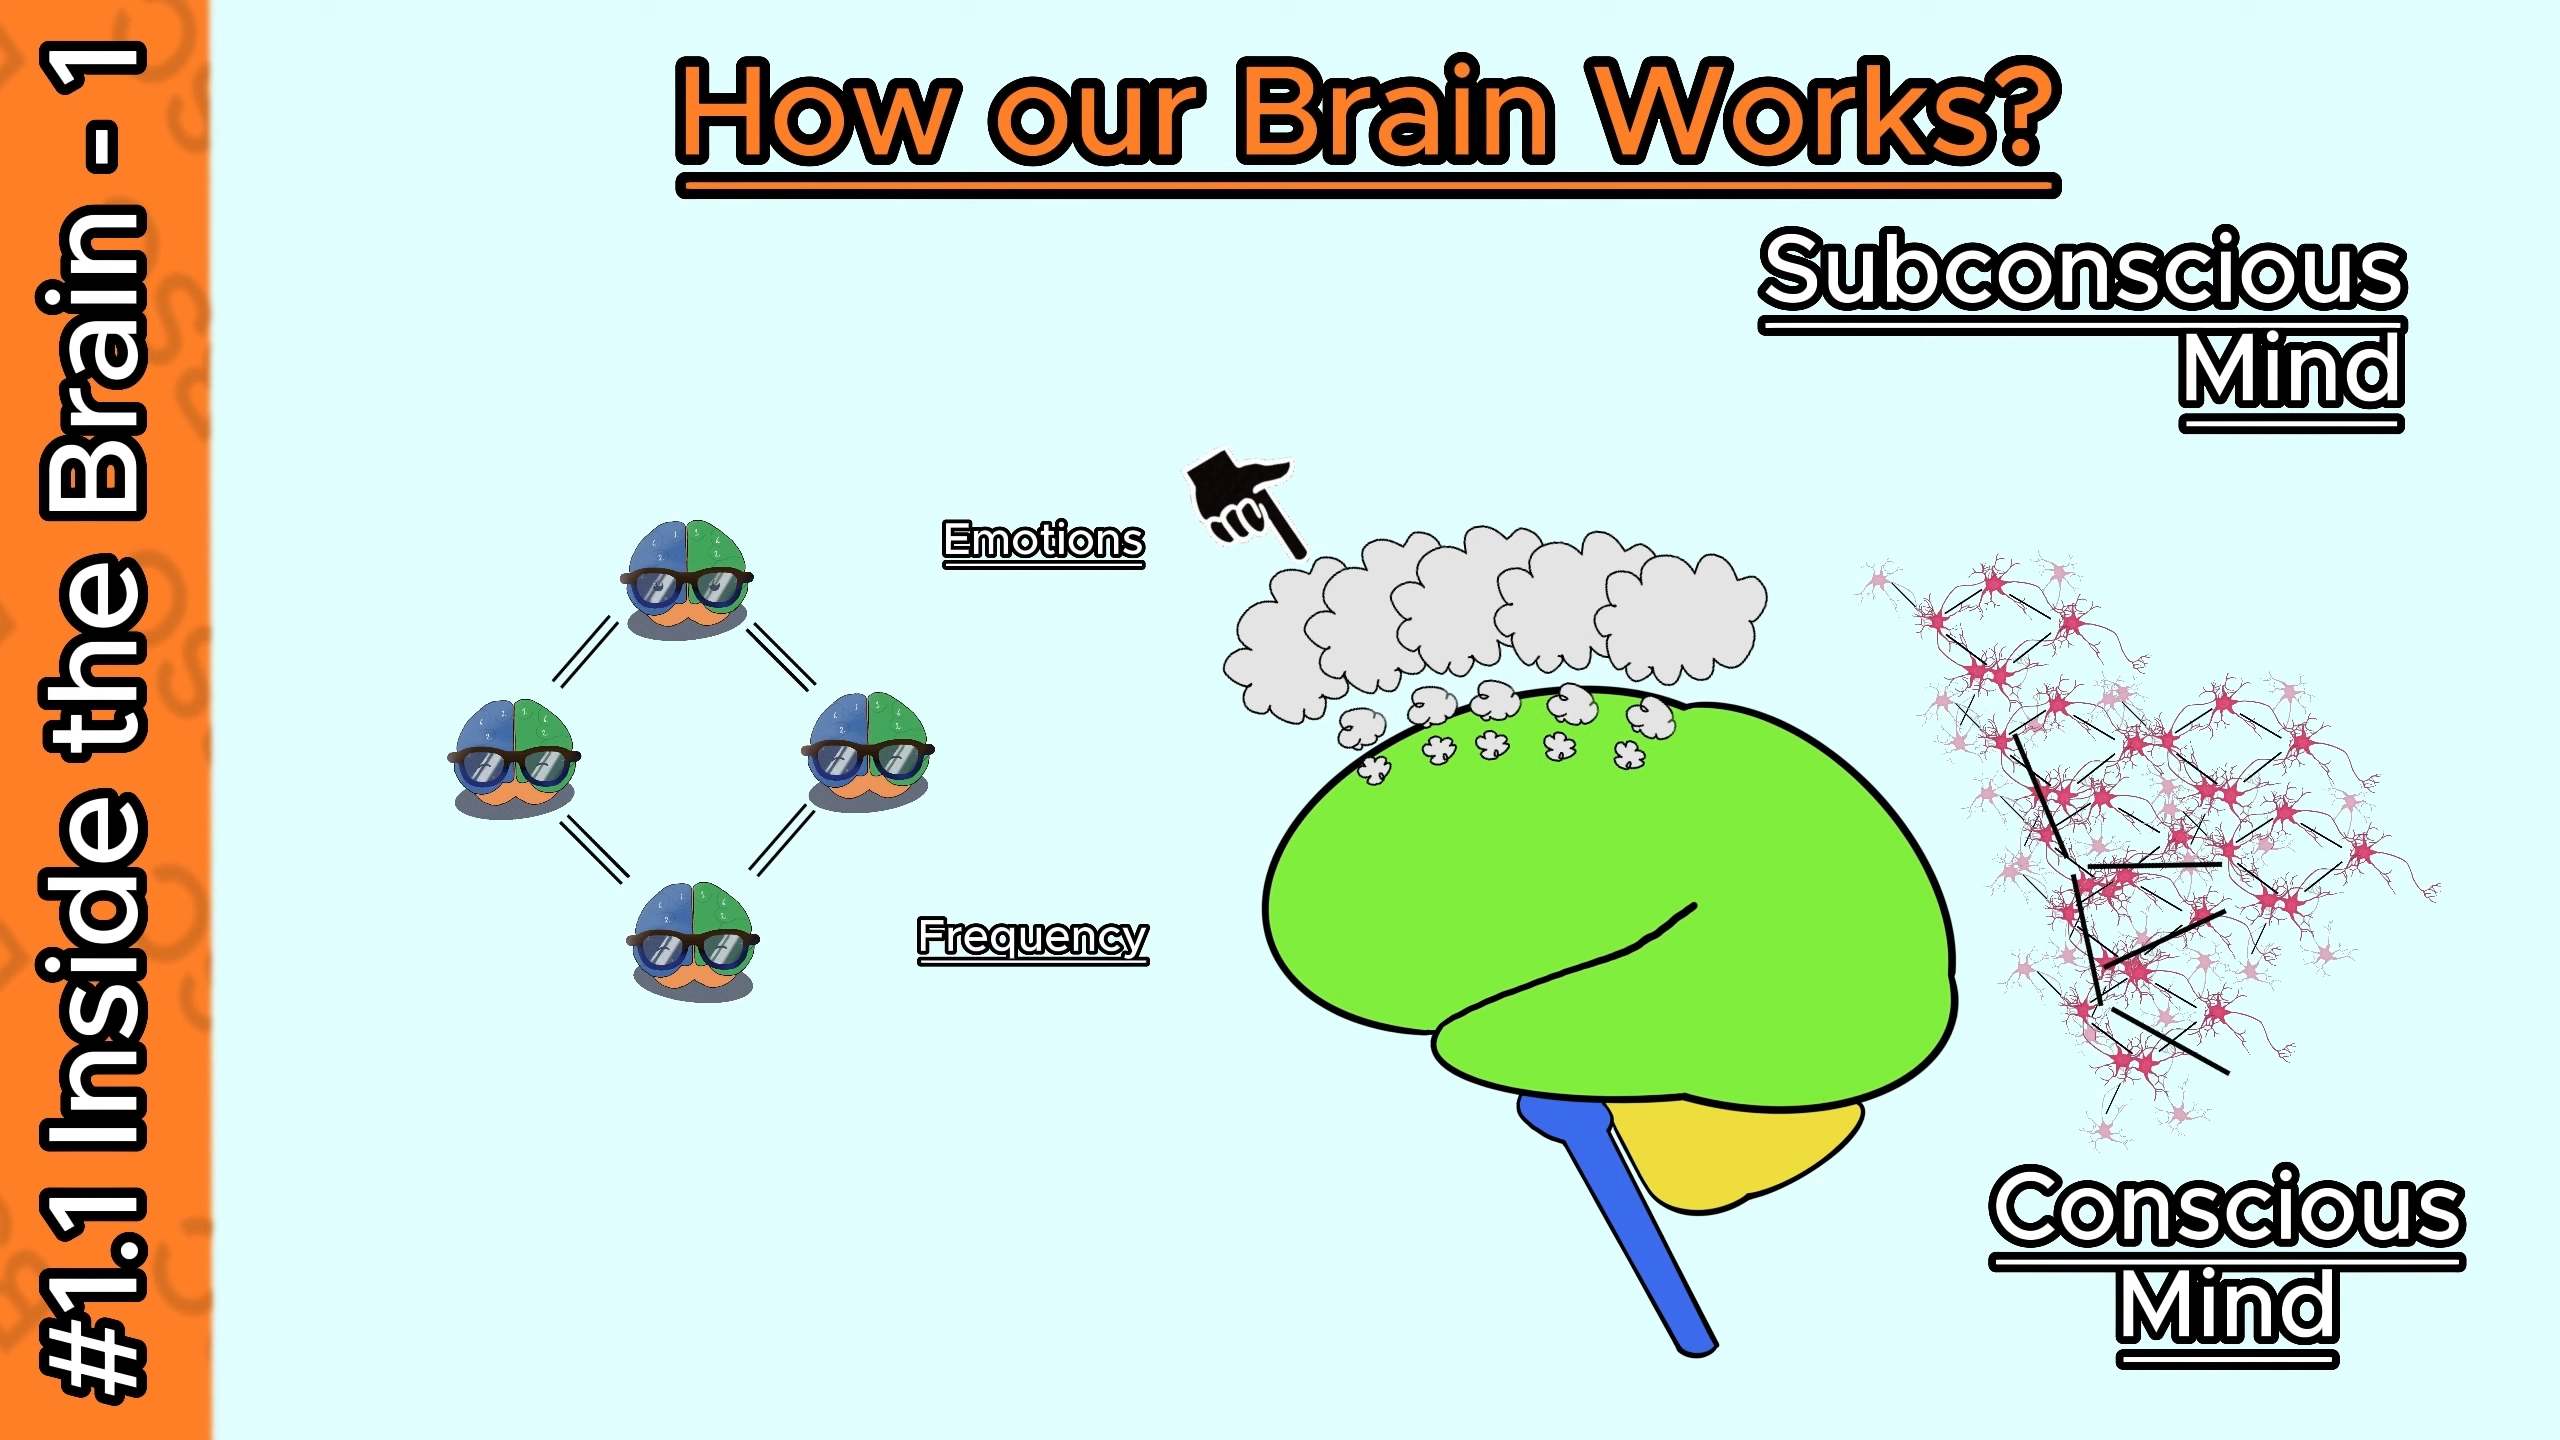 #1.1 Inside the Brain - 1
How our Brain Works?
Subconscious
Mind
Emotions
Frequency
Conscious
Mind